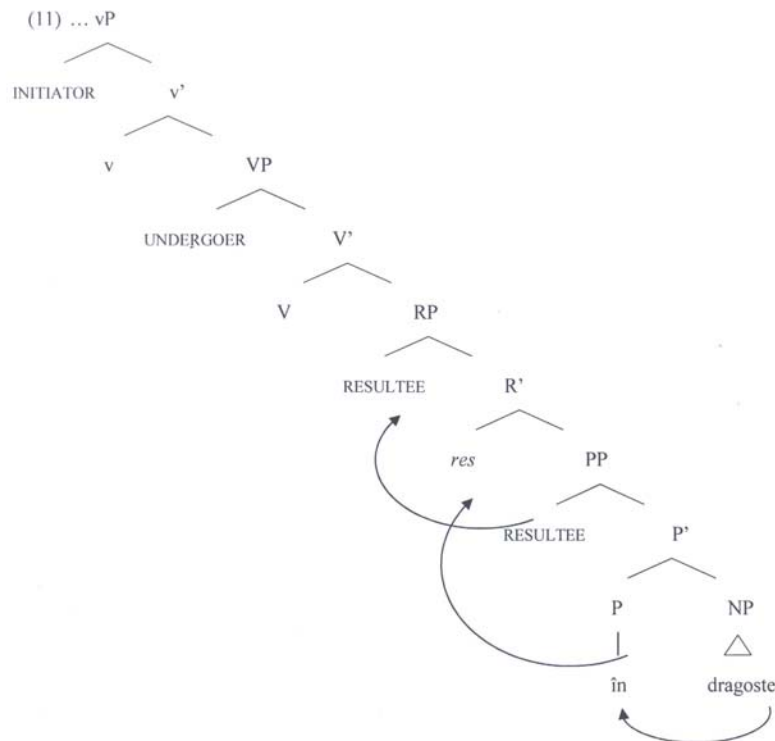 (11) ... vP
INITIATOR v’
v VP
UNDERGOER V’
V RP
RESULTEE R’
res PP
RESULTEE P’
P NP
în dragoste